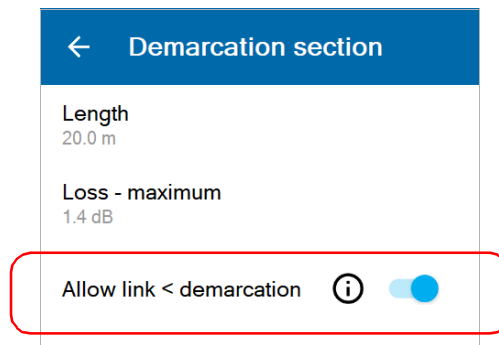 Demarcation section
Length
20.0 m
Loss - maximum
1.4 dB
Allow link < demarcation